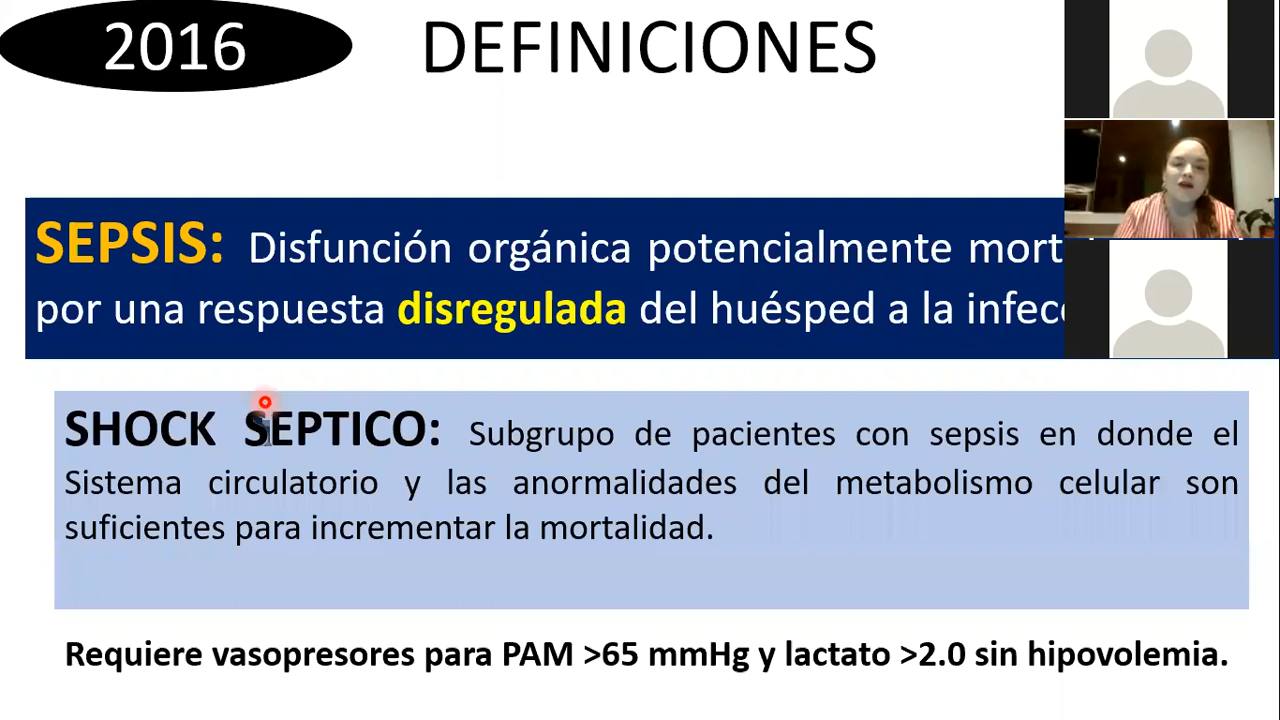 2016
DEFINICIONES
SEPSIS: Disfunción orgánica potencialmente
por una respuesta disregulada del huésped a la
SHOCK SEPTICO: Subgrupo de pacientes con sepsis en donde el
Sistema circulatorio y las anormalidades del metabolismo celular son
suficientes para incrementar la mortalidad.
Requiere vasopresores para PAM >65 mmHg y lactato >2.0 sin hipovolemia.